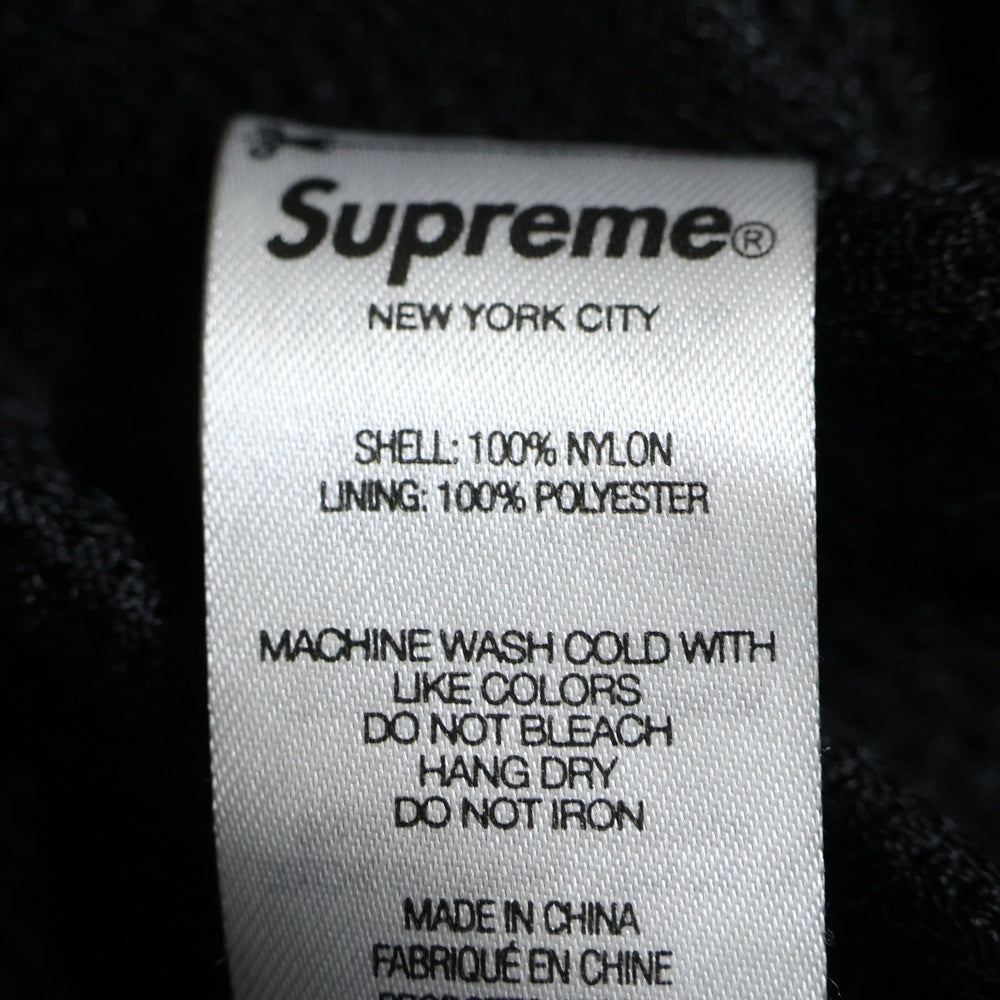 Supreme®
NEW YORK CITY
SHELL: 100% NYLON
LINING: 100% POLYESTER
MACHINE WASH COLD WITH
LIKE COLORS
DO NOT BLEACH
HANG DRY
DO NOT IRON
MADE IN CHINA
FABRIQUÉ EN CHINE